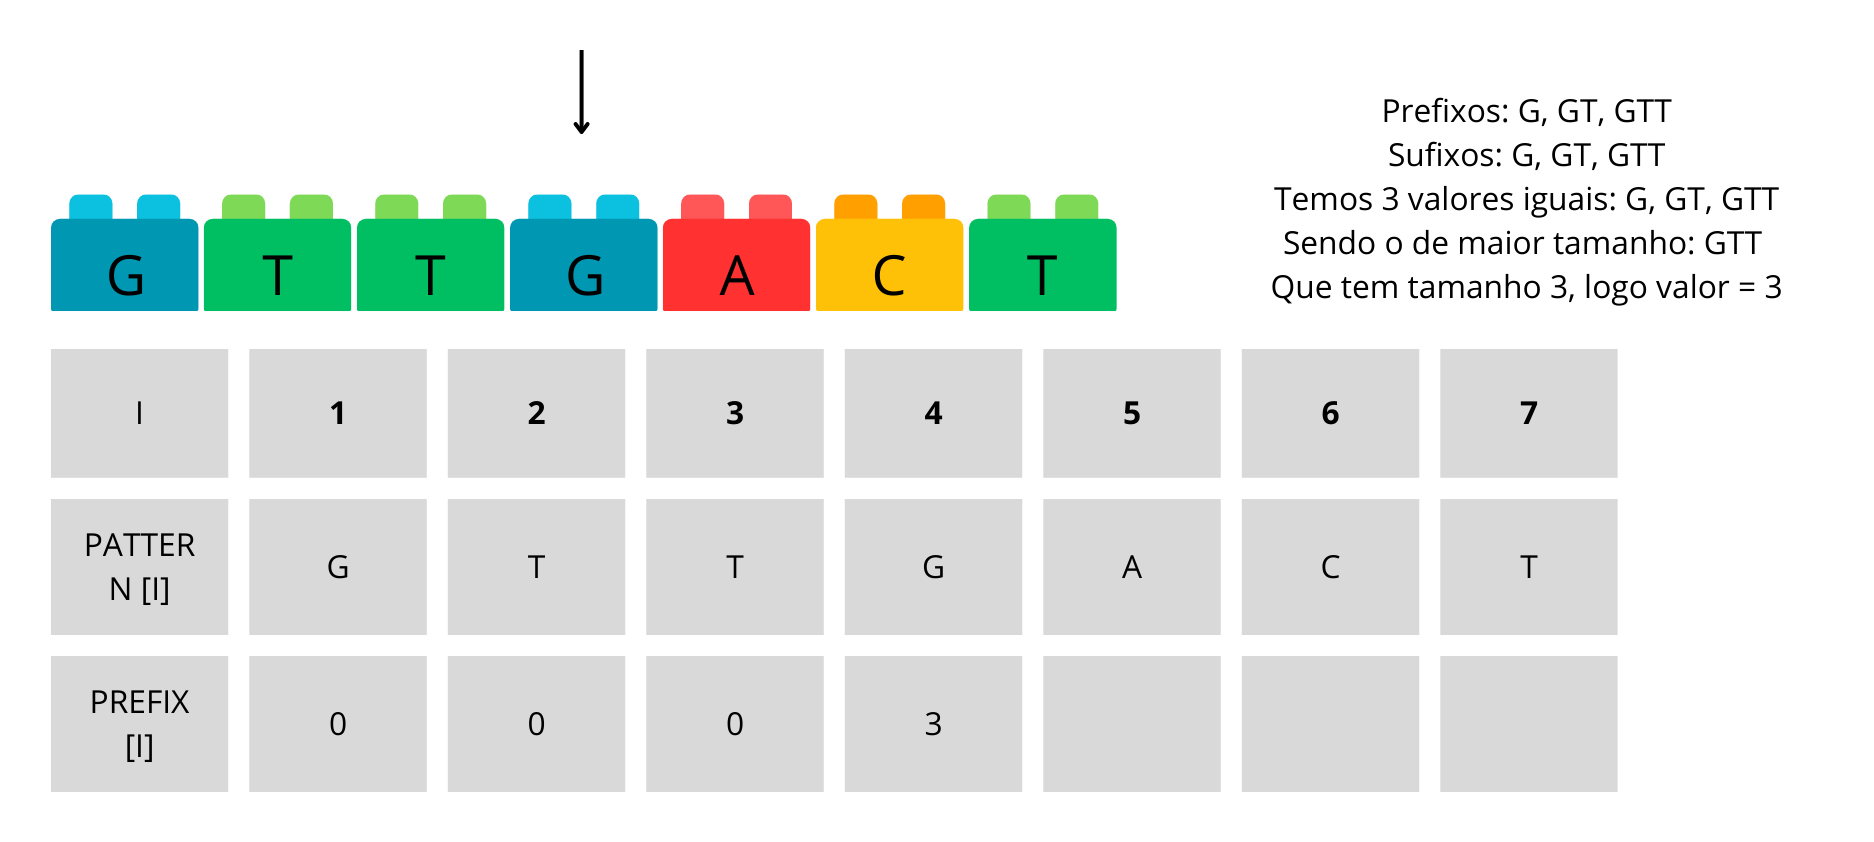 Prefixos: G, GT, GTT
Sufixos: G, GT, GTT
Temos 3 valores iguais: G, GT, GTT
Sendo o de maior tamanho: GTT
Que tem tamanho 3, logo valor = 3
G T T G A C T
I 1 2 3 4 5 6 7
PATTER
N [I] G T T G A C T
PREFIX
[I] 0 0 0 3